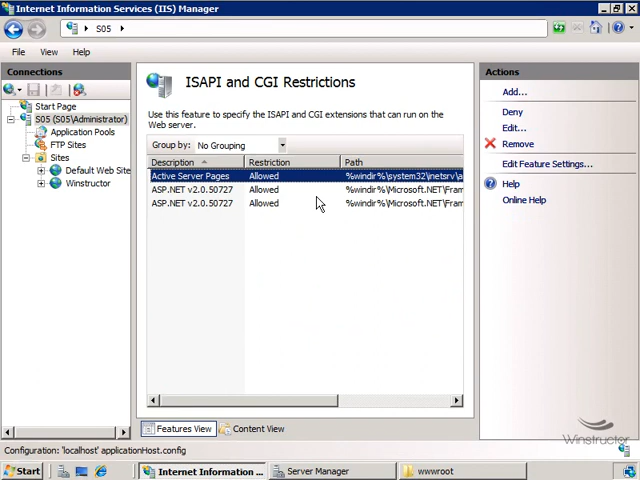 Internet Information Services (IIS) Manager
S05
File View Help
Connections
Start Page
S05 (S05\Administrator)
Application Pools
FTP Sites
Sites
Default Web Site
Winstructor
ISAPI and CGI Restrictions
Use this feature to specify the ISAPI and CGI extensions that can run on the
Web server.
Group by: No Grouping
Description Restriction Path
Active Server Pages Allowed %windir%\system32\inetsrv\a
ASP.NET v2.0.50727 Allowed %windir%\Microsoft.NET\Fram
ASP.NET v2.0.50727 Allowed %windir%\Microsoft.NET\Fram
Features View Content View
Actions
Add...
Deny
Edit...
Remove
Edit Feature Settings...
Help
Online Help
Winstructor
Configuration: 'localhost' applicationHost.config
Start Internet Information ... Server Manager wwwroot